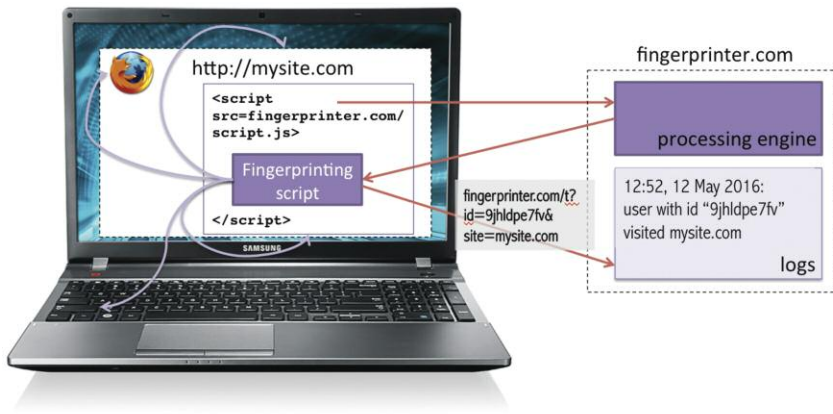 http://mysite.com
<script
src=fingerprinter.com/
script.js>
Fingerprinting
script
</script>
SAMSUNG
fingerprinter.com/t?
id=9jhldpe7fv&
site=mysite.com
fingerprinter.com
processing engine
12:52, 12 May 2016:
user with id “9jhldpe7fv”
visited mysite.com
logs